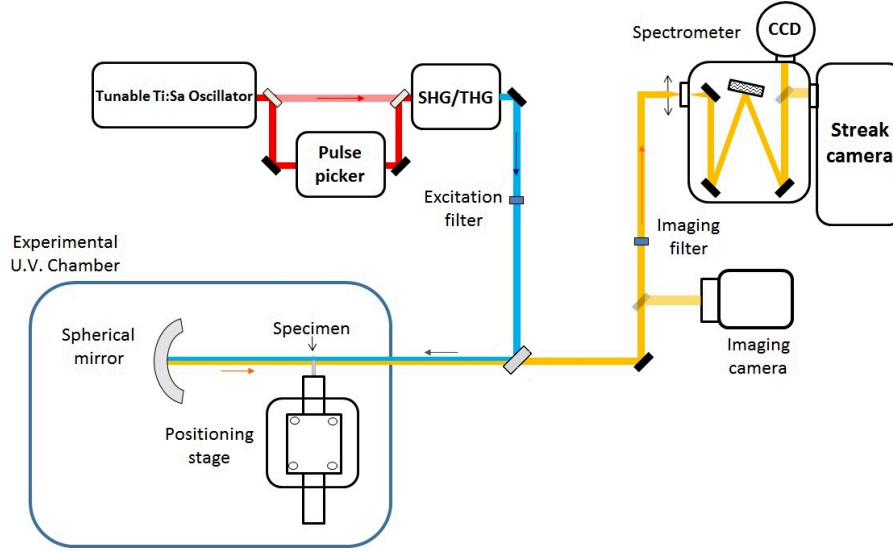 Spectrometer
CCD
Tunable Ti:Sa Oscillator
SHG/THG
Pulse
picker
Streak
camera
Excitation
filter
Imaging
filter
Experimental
U.V. Chamber
Spherical
mirror
Specimen
Imaging
camera
Positioning
stage